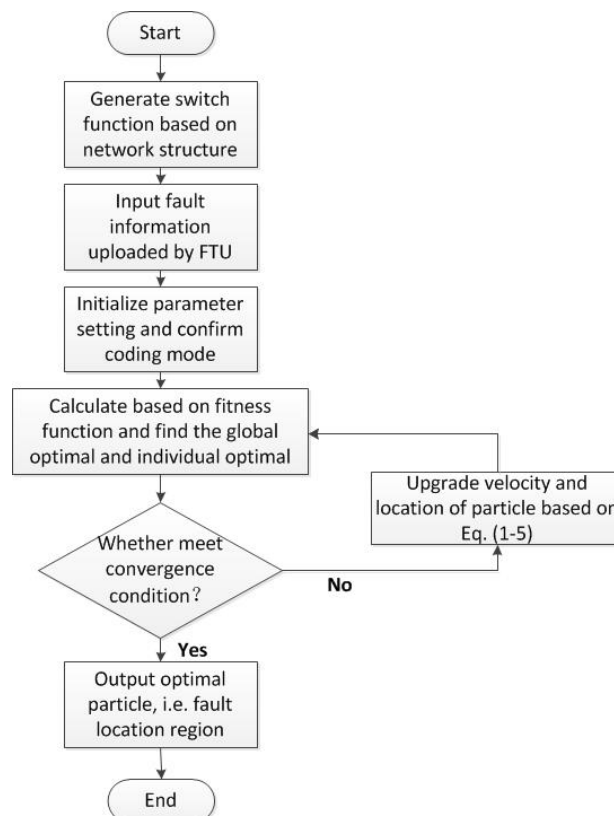 Start
Generate switch function based on
network structure
Input fault
information
uploaded by FTU
Initialize parameter
setting and confirm
coding mode
Calculate based on fitness
function and find the global
optimal and individual optimal
Upgrade velocity and
location of particle based on
Eq. (1-5)
Whether meet
convergence
condition？
No
Yes
Output optimal
particle, i.e. fault
location region
End